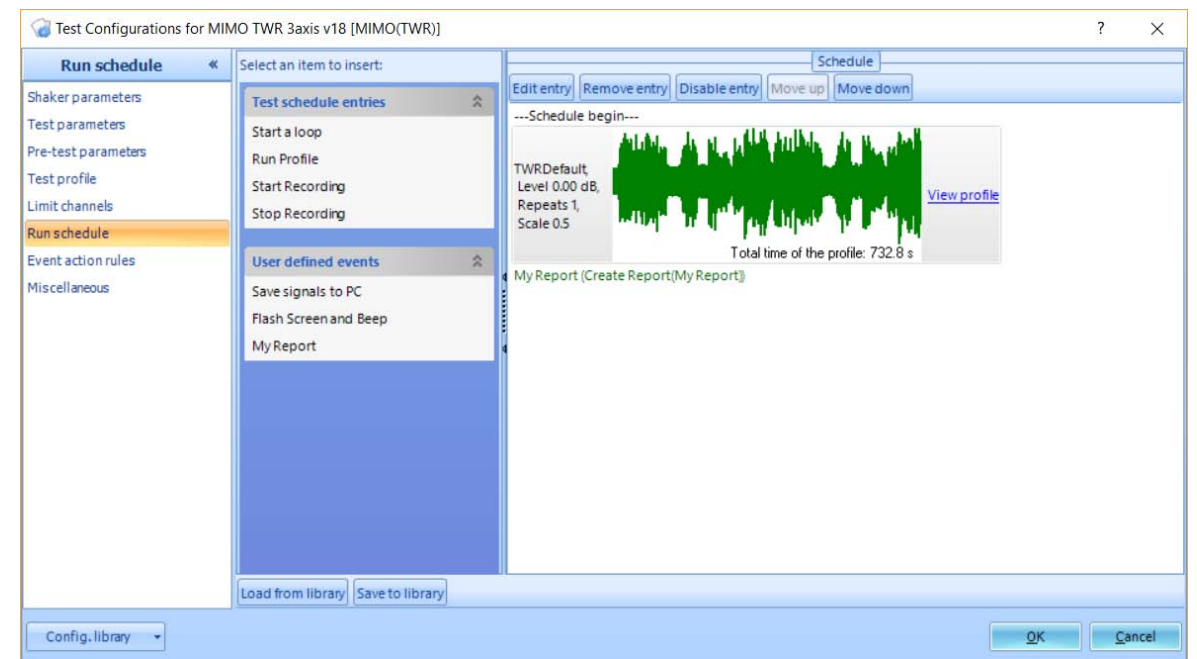 Test Configurations for MIMO TWR 3axis v18 [MIMO(TWR)]
?
Run schedule «
Shaker parameters
Test parameters
Pre-test parameters
Test profile
Limit channels
Run schedule
Event action rules
Miscellaneous
Select an item to insert:
Test schedule entries
Start a loop
Run Profile
Start Recording
Stop Recording
User defined events
Save signals to PC
Flash Screen and Beep
My Report
Schedule
Edit entry Remove entry Disable entry Move up Move down
---Schedule begin---
TWRDefault,
Level 0.00 dB,
Repeats 1,
Scale 0.5
View profile
Total time of the profile: 732.8 s
My Report (Create Report(My Report))
Load from library Save to library
Config. library
OK Cancel